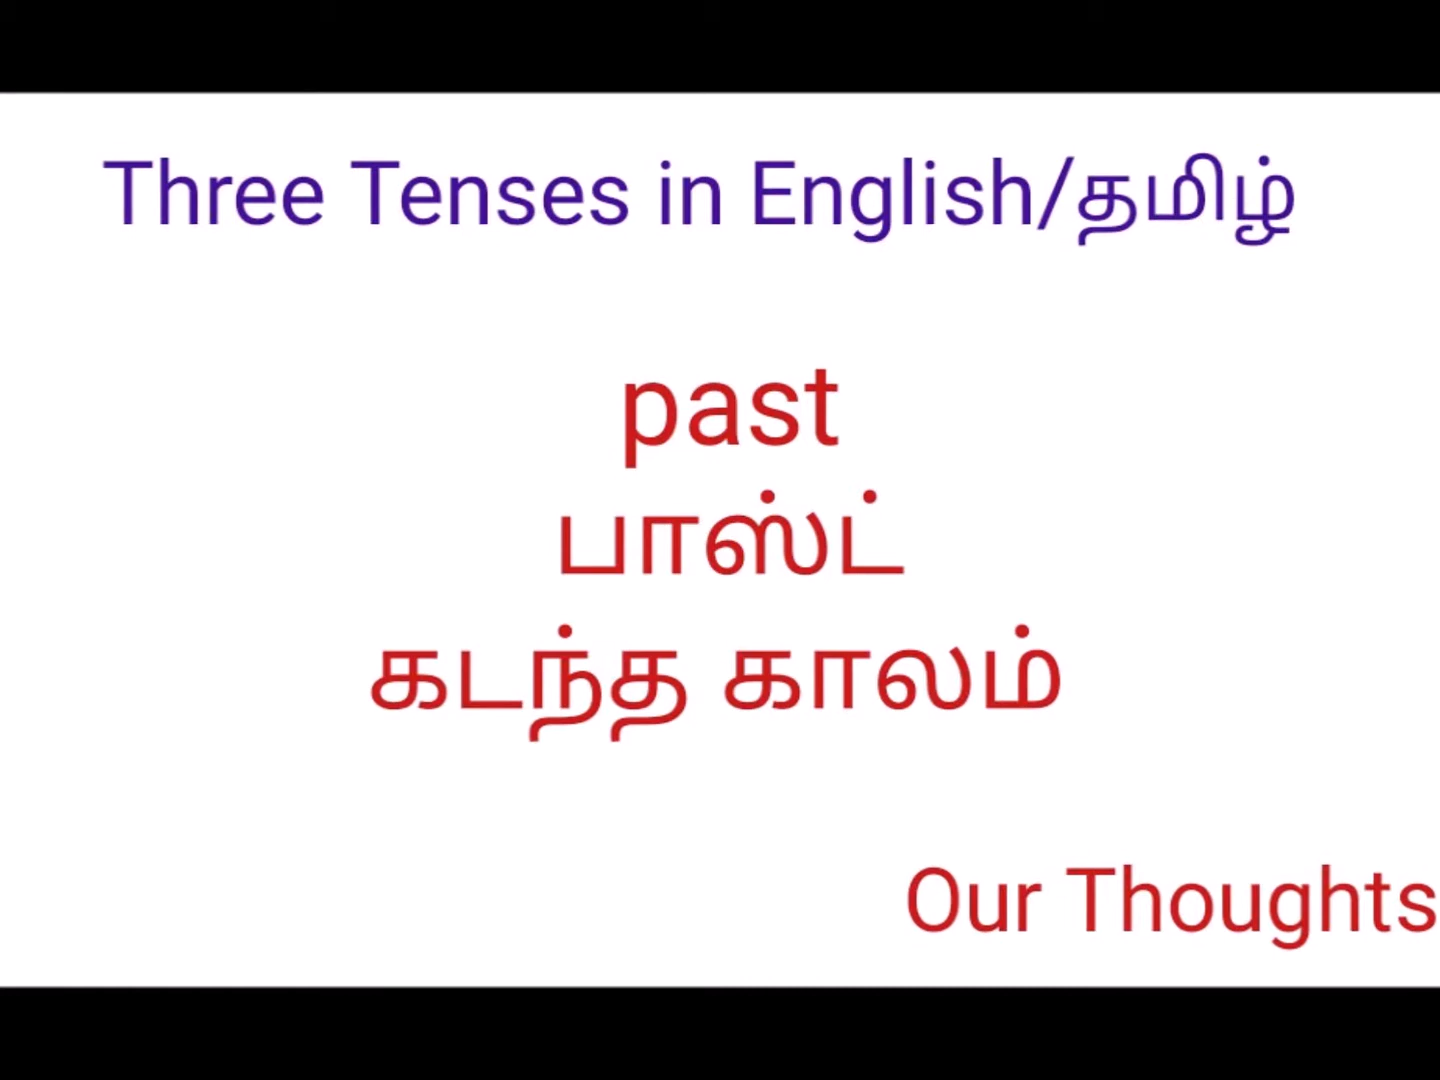 Three Tenses in English/தமிழ்
past
பாஸ்ட்
கடந்த காலம்
Our Thoughts